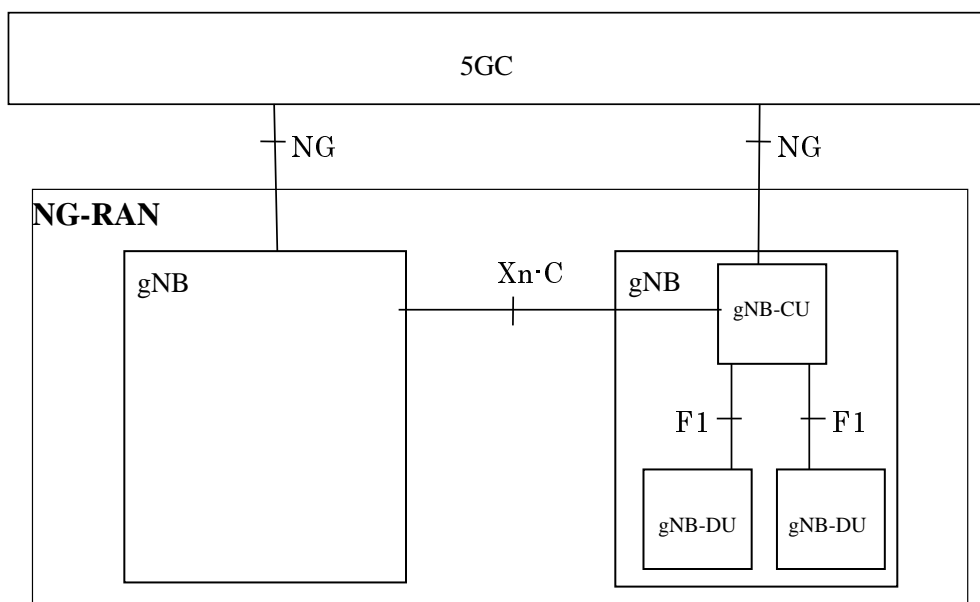 5GC
NG
NG
NG-RAN
gNB
Xn-C
gNB
gNB-CU
F1
F1
gNB-DU
gNB-DU